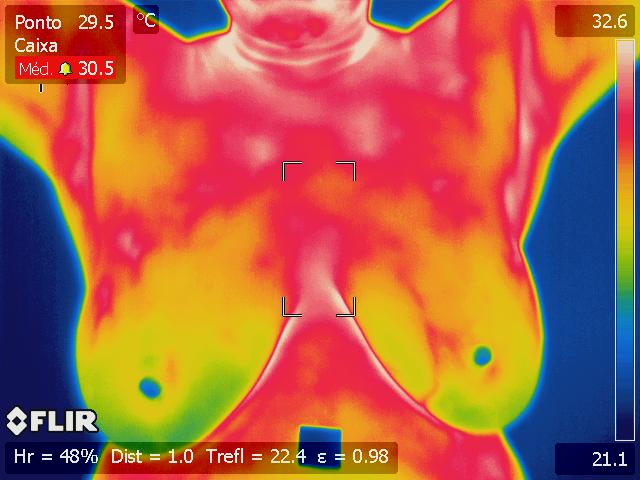 Ponto 29.5 °C
Caixa
Méd. 30.5
32.6
FLIR
Hr = 48% Dist = 1.0 Trefl = 22.4 ε = 0.98
21.1